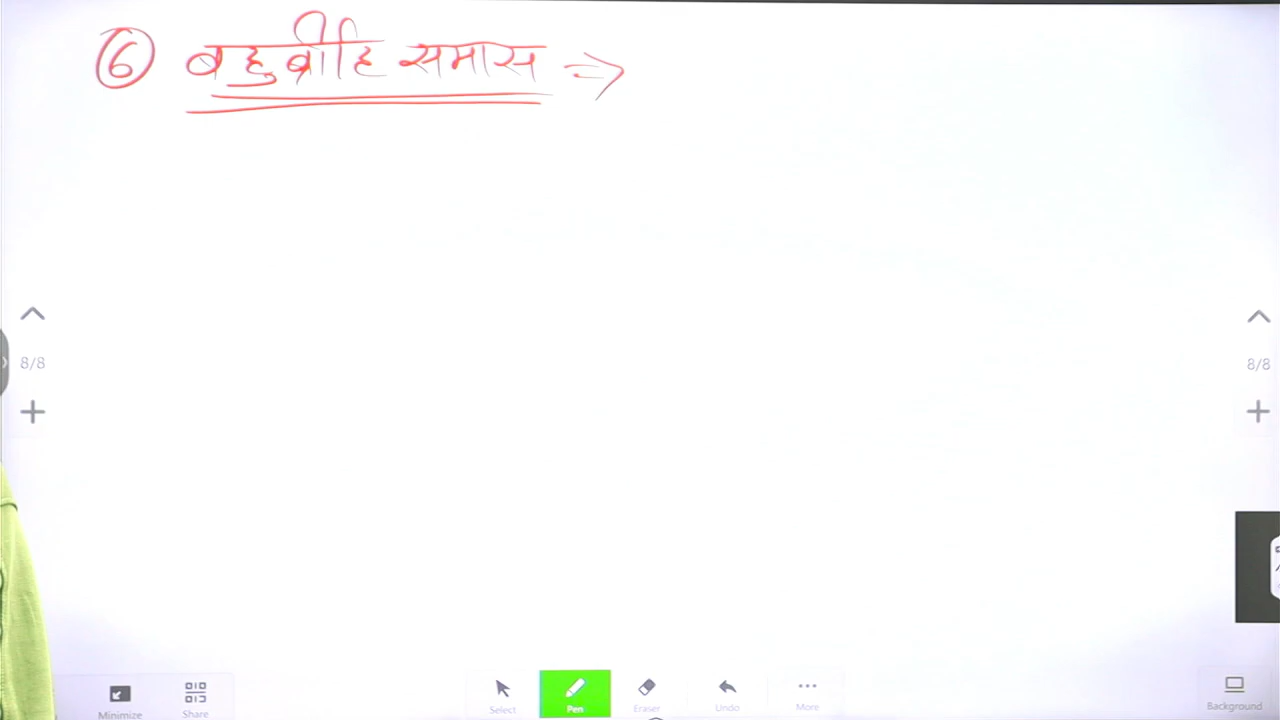 ⑥ बहुब्रीहि समास ⇒
8/8
8/8
Minimize
Share
Select
Pen
Eraser
Undo
More
Background